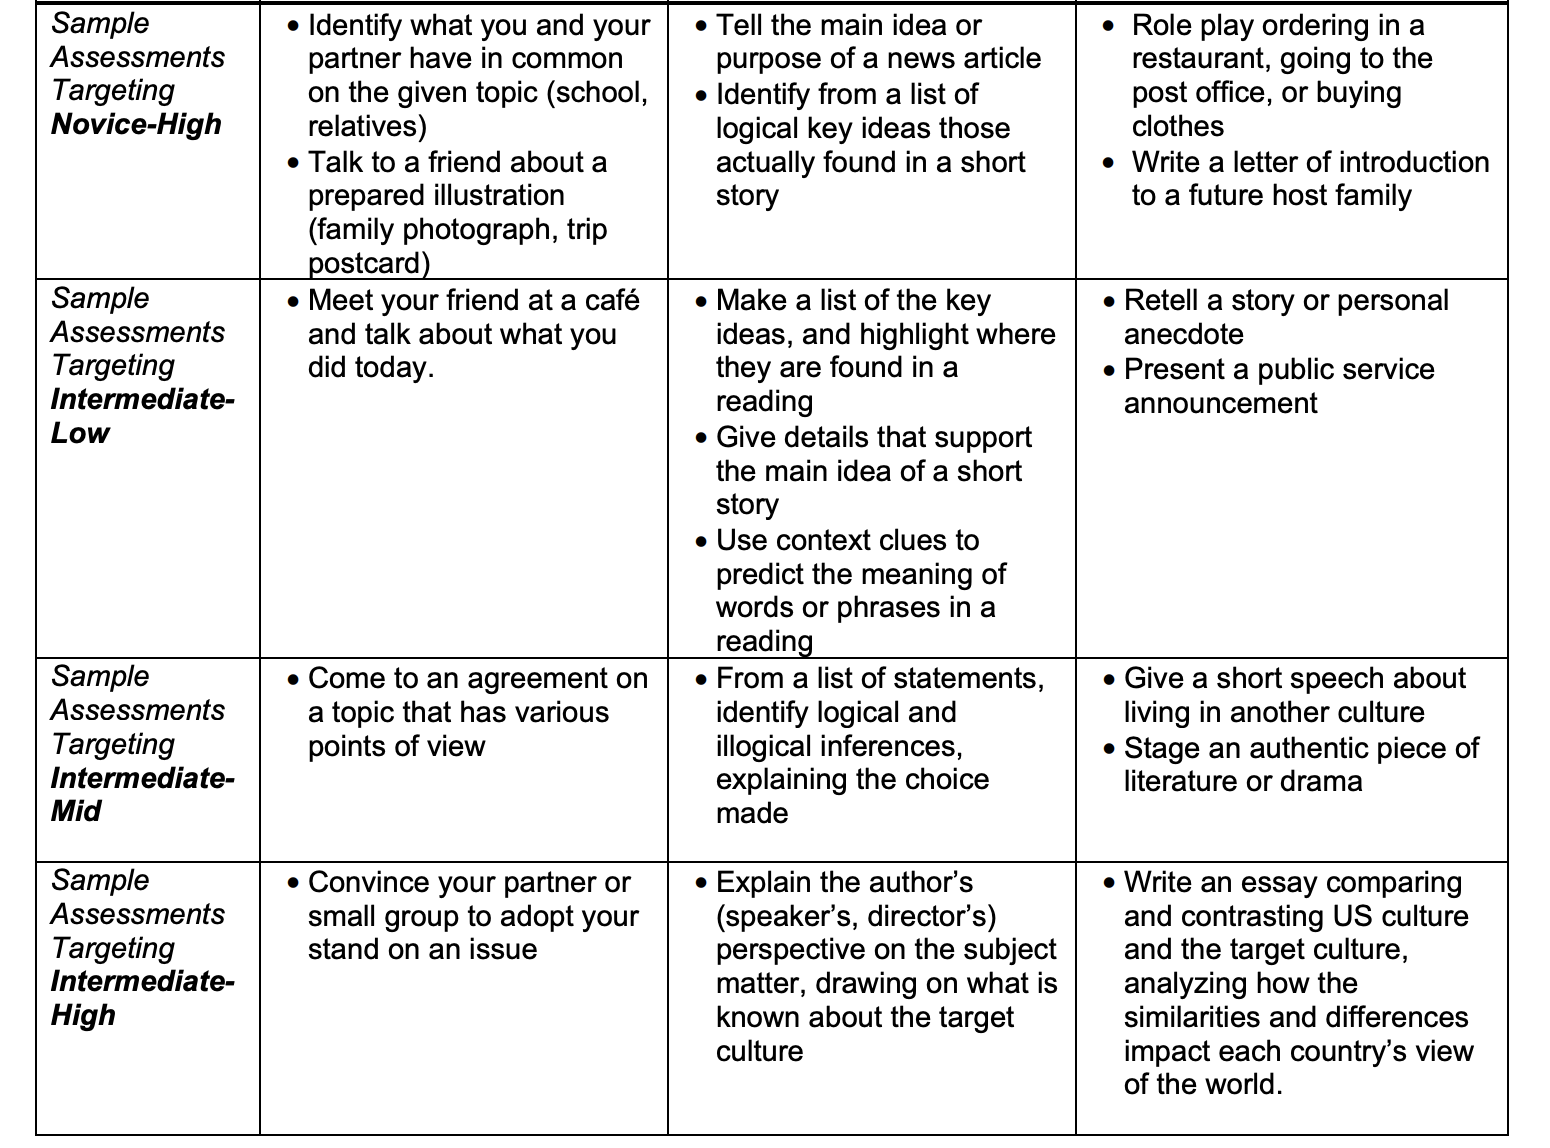 Sample
Assessments
Targeting
Novice-High
• Identify what you and your
partner have in common
on the given topic (school,
relatives)
• Talk to a friend about a
prepared illustration
(family photograph, trip
postcard)
• Tell the main idea or
purpose of a news article
• Identify from a list of
logical key ideas those
actually found in a short
story
• Role play ordering in a
restaurant, going to the
post office, or buying
clothes
• Write a letter of introduction
to a future host family
Sample
Assessments
Targeting
Intermediate-
Low
• Meet your friend at a café
and talk about what you
did today.
• Make a list of the key
ideas, and highlight where
they are found in a
reading
• Give details that support
the main idea of a short
story
• Use context clues to
predict the meaning of
words or phrases in a
reading
• Retell a story or personal
anecdote
• Present a public service
announcement
Sample
Assessments
Targeting
Intermediate-
Mid
• Come to an agreement on
a topic that has various
points of view
• From a list of statements,
identify logical and
illogical inferences,
explaining the choice
made
• Give a short speech about
living in another culture
• Stage an authentic piece of
literature or drama
Sample
Assessments
Targeting
Intermediate-
High
• Convince your partner or
small group to adopt your
stand on an issue
• Explain the author’s
(speaker’s, director’s)
perspective on the subject
matter, drawing on what is
known about the target
culture
• Write an essay comparing
and contrasting US culture
and the target culture,
analyzing how the
similarities and differences
impact each country’s view
of the world.